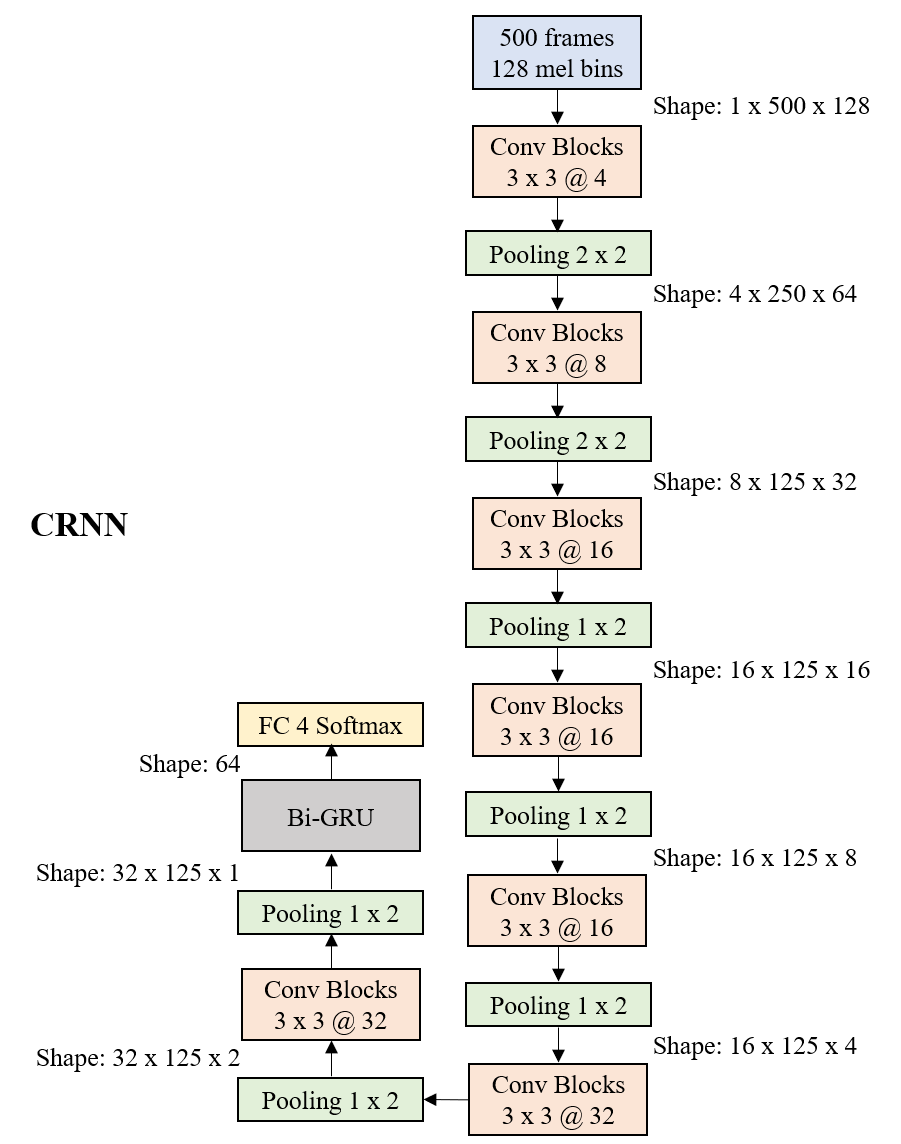 500 frames
128 mel bins
Shape: 1 x 500 x 128
Conv Blocks
3 x 3 @ 4
Pooling 2 x 2
Shape: 4 x 250 x 64
Conv Blocks
3 x 3 @ 8
Pooling 2 x 2
Shape: 8 x 125 x 32
Conv Blocks
3 x 3 @ 16
CRNN
Pooling 1 x 2
Shape: 16 x 125 x 16
Conv Blocks
3 x 3 @ 16
Pooling 1 x 2
Shape: 16 x 125 x 8
Conv Blocks
3 x 3 @ 16
Pooling 1 x 2
Shape: 16 x 125 x 4
Conv Blocks
3 x 3 @ 32
Pooling 1 x 2
Shape: 32 x 125 x 2
Conv Blocks
3 x 3 @ 32
Pooling 1 x 2
Shape: 32 x 125 x 1
Bi-GRU
Shape: 64
FC 4 Softmax